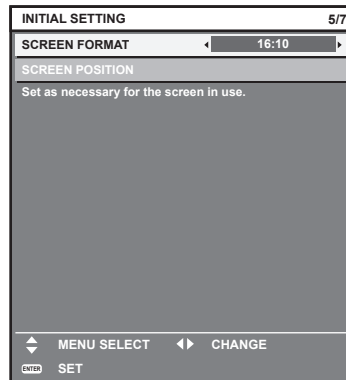 INITIAL SETTING 5/7
SCREEN FORMAT 16:10
SCREEN POSITION
Set as necessary for the screen in use.
MENU SELECT CHANGE
ENTER SET